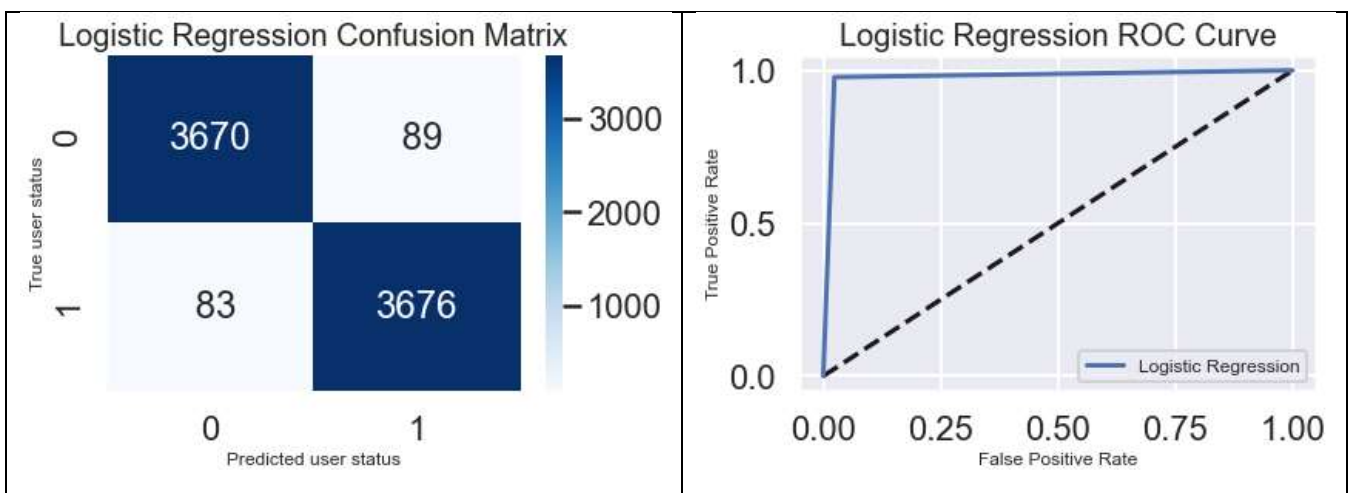 Logistic Regression Confusion Matrix
True user status
0
1
3670
89
83
3676
3000
2000
1000
0
1
Predicted user status
Logistic Regression ROC Curve
True Positive Rate
1.0
0.5
0.0
Logistic Regression
0.00 0.25 0.50 0.75 1.00
False Positive Rate